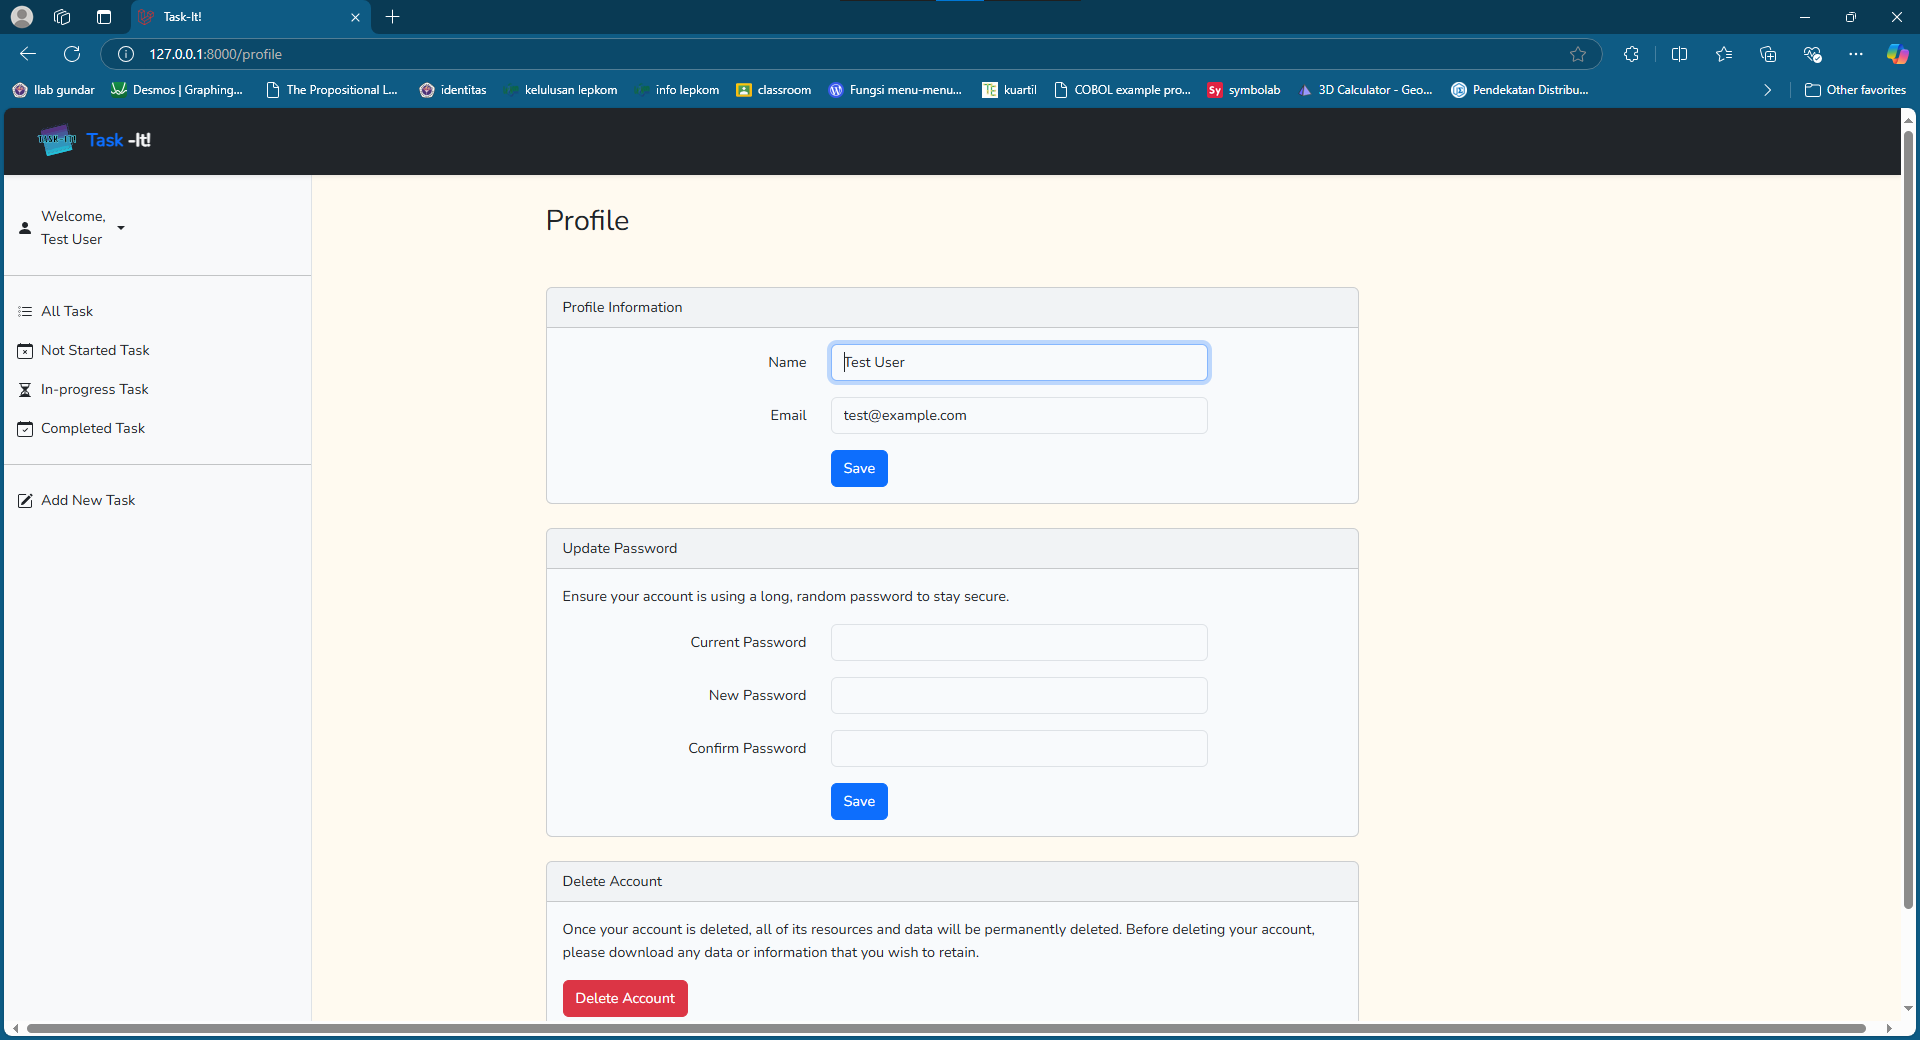 Task-It!
127.0.0.1:8000/profile
Ilab gundar
Desmos | Graphing...
The Propositional L...
identitas
kelulusan lepkom
info lepkom
classroom
Fungsi menu-menu...
TE kuartil
COBOL example pro...
Sy symbolab
3D Calculator - Geo...
Pendekatan Distribu...
Other favorites
TASK-IT!
Task -It!
Welcome,
Test User
All Task
Not Started Task
In-progress Task
Completed Task
Add New Task
Profile
Profile Information
Name
Test User
Email
test@example.com
Save
Update Password
Ensure your account is using a long, random password to stay secure.
Current Password
New Password
Confirm Password
Save
Delete Account
Once your account is deleted, all of its resources and data will be permanently deleted. Before deleting your account,
please download any data or information that you wish to retain.
Delete Account